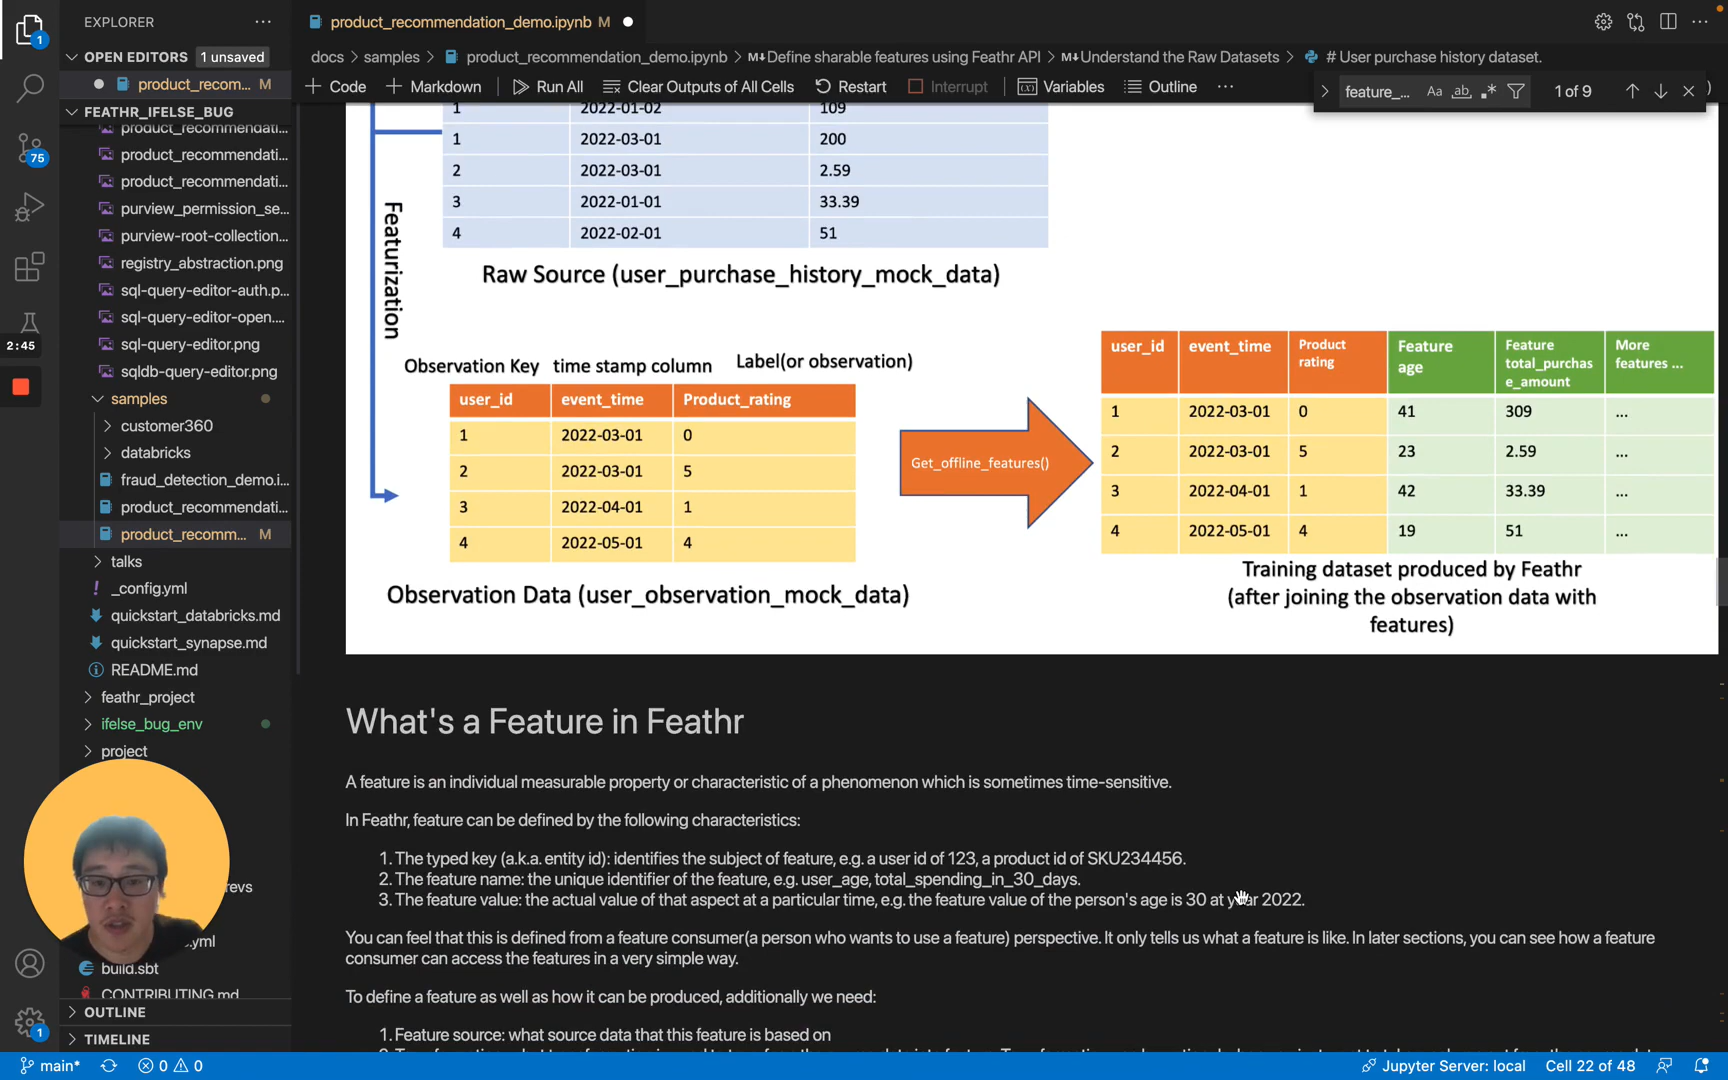 EXPLORER
OPEN EDITORS 1 unsaved
product_recom... M
FEATHR_IFELSE_BUG
product_recommendati...
product_recommendati...
product_recommendati...
purview_permission_se...
purview-root-collection...
registry_abstraction.png
sql-query-editor-auth.p...
sql-query-editor-open....
sql-query-editor.png
sqldb-query-editor.png
samples
customer360
databricks
fraud_detection_demo.i...
product_recommendati...
product_recomm... M
talks
_config.yml
quickstart_databricks.md
quickstart_synapse.md
README.md
feathr_project
ifelse_bug_env
project
revs
.yml
build.sbt
CONTRIBUTING.md
OUTLINE
TIMELINE
1
75
2:45
1
product_recommendation_demo.ipynb M
docs > samples > product_recommendation_demo.ipynb > M Define sharable features using Feathr API > M Understand the Raw Datasets > # User purchase history dataset.
+ Code + Markdown Run All Clear Outputs of All Cells Restart Interrupt Variables Outline ...
feature_... Aa ab .* 1 of 9
1 2022-01-02 109
1 2022-03-01 200
2 2022-03-01 2.59
3 2022-01-01 33.39
4 2022-02-01 51
Featurization
Raw Source (user_purchase_history_mock_data)
Observation Key time stamp column Label(or observation)
user_id event_time Product_rating
1 2022-03-01 0
2 2022-03-01 5
3 2022-04-01 1
4 2022-05-01 4
Observation Data (user_observation_mock_data)
Get_offline_features()
user_id event_time Product rating Feature age Feature total_purchas e_amount More features ...
1 2022-03-01 0 41 309 ...
2 2022-03-01 5 23 2.59 ...
3 2022-04-01 1 42 33.39 ...
4 2022-05-01 4 19 51 ...
Training dataset produced by Feathr
(after joining the observation data with
features)
What's a Feature in Feathr
A feature is an individual measurable property or characteristic of a phenomenon which is sometimes time-sensitive.
In Feathr, feature can be defined by the following characteristics:
1. The typed key (a.k.a. entity id): identifies the subject of feature, e.g. a user id of 123, a product id of SKU234456.
2. The feature name: the unique identifier of the feature, e.g. user_age, total_spending_in_30_days.
3. The feature value: the actual value of that aspect at a particular time, e.g. the feature value of the person's age is 30 at year 2022.
You can feel that this is defined from a feature consumer(a person who wants to use a feature) perspective. It only tells us what a feature is like. In later sections, you can see how a feature
consumer can access the features in a very simple way.
To define a feature as well as how it can be produced, additionally we need:
1. Feature source: what source data that this feature is based on
main* 0 0 Jupyter Server: local Cell 22 of 48